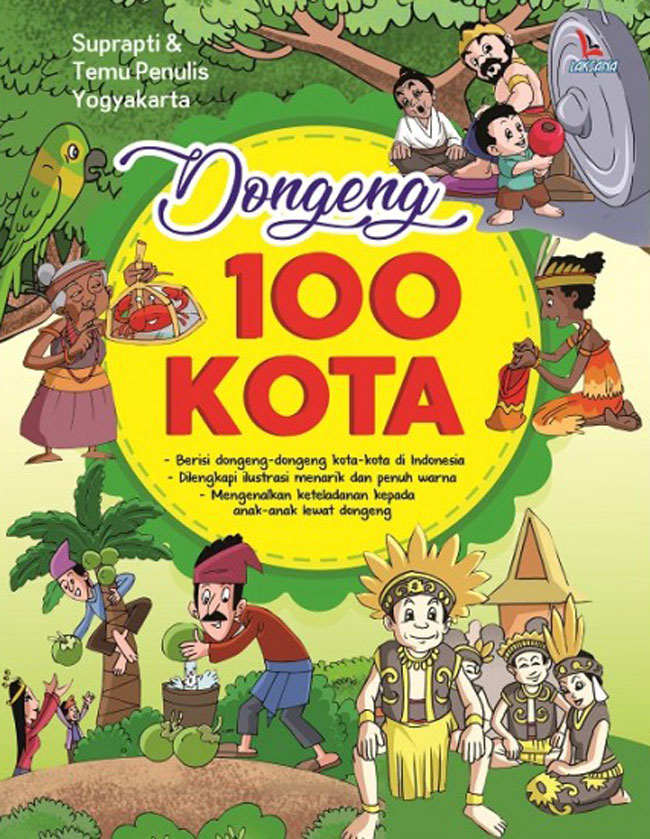 Suprapti &
Temu Penulis
Yogyakarta
LAKSANA
Dongeng
100
KOTA
- Berisi dongeng-dongeng kota-kota di Indonesia
- Dilengkapi ilustrasi menarik dan penuh warna
- Mengenalkan keteladanan kepada
anak-anak lewat dongeng